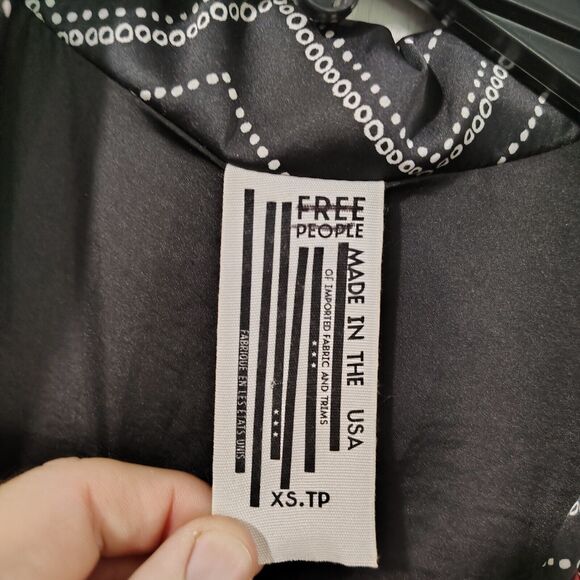 FREE
PEOPLE
MADE IN THE USA
OF IMPORTED FABRIC AND TRIMS
FABRIQUE EN LES ETATS UNIS
XS.TP